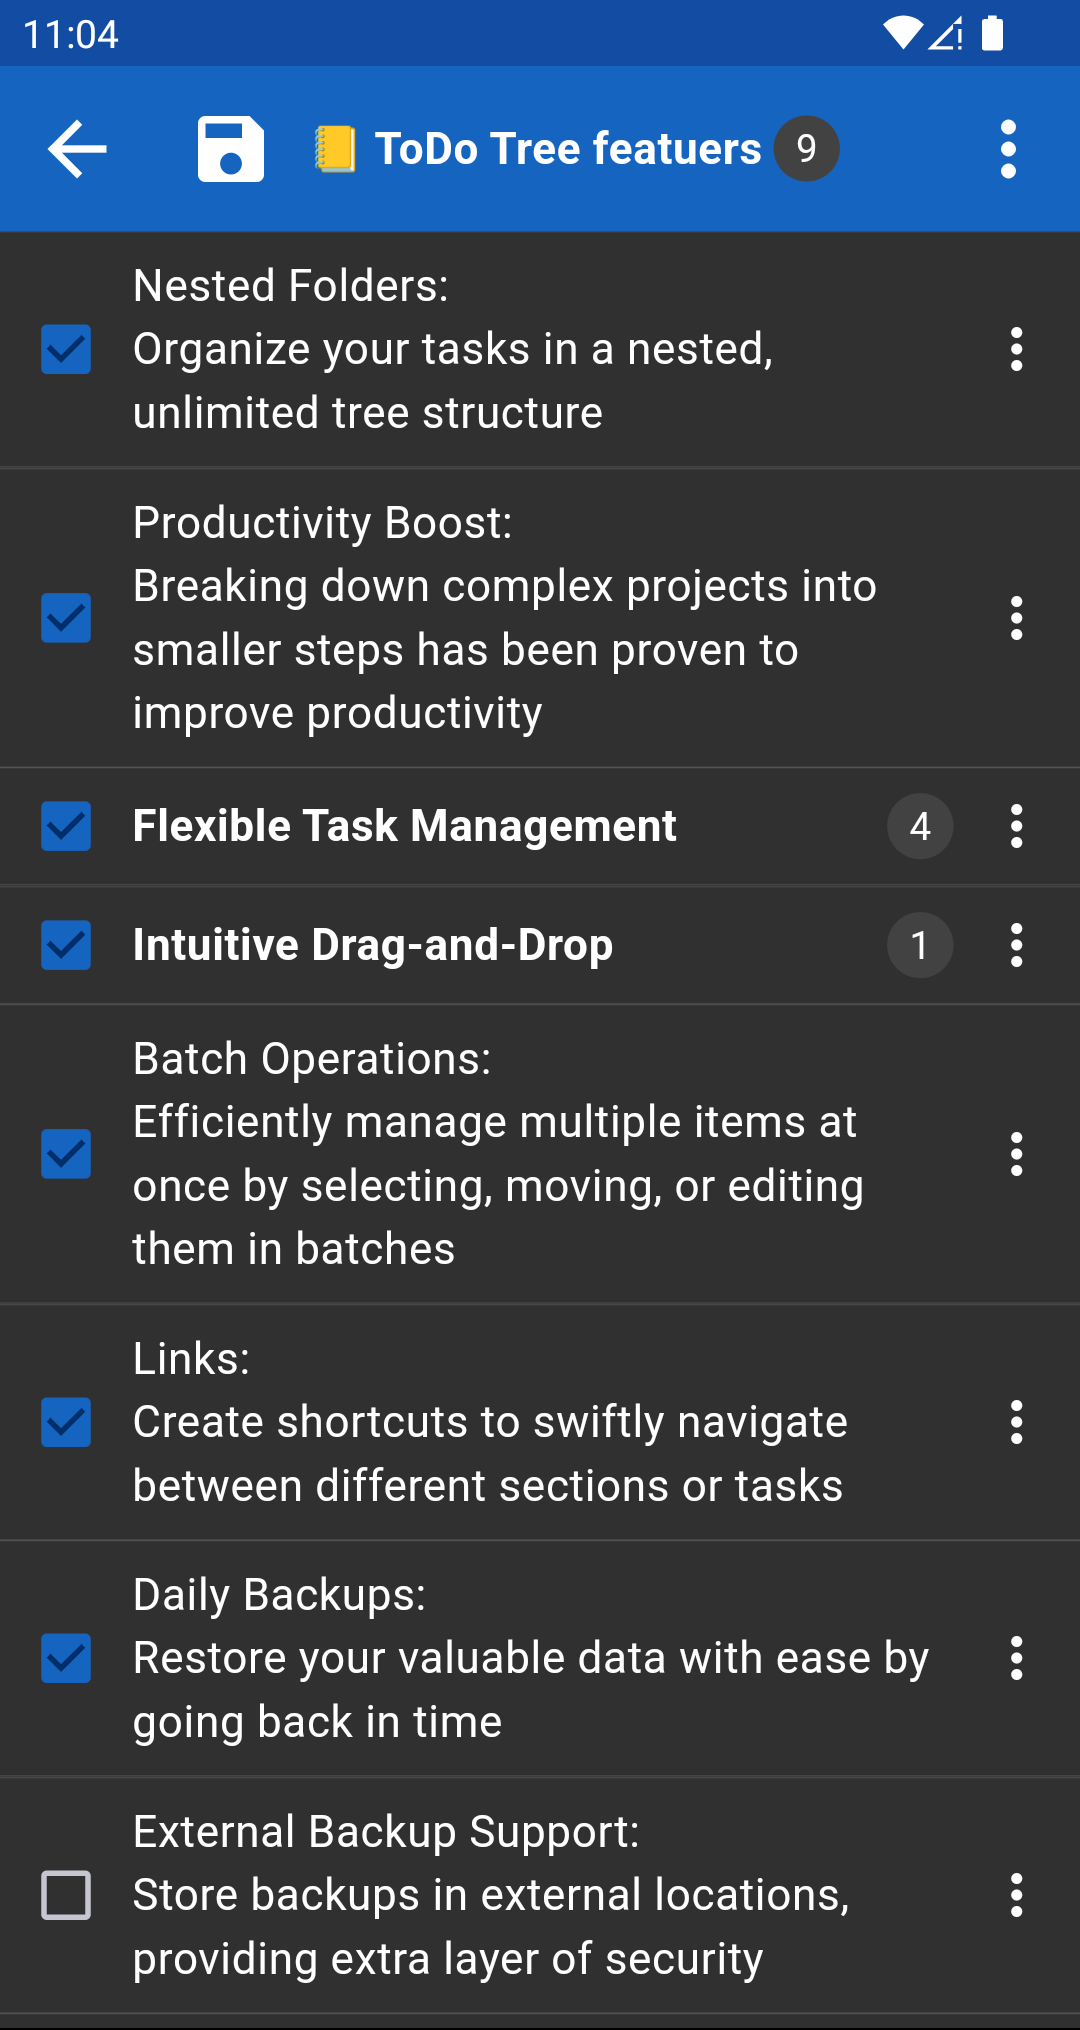 11:04
ToDo Tree featuers 9
Nested Folders:
Organize your tasks in a nested,
unlimited tree structure
Productivity Boost:
Breaking down complex projects into
smaller steps has been proven to
improve productivity
Flexible Task Management 4
Intuitive Drag-and-Drop 1
Batch Operations:
Efficiently manage multiple items at
once by selecting, moving, or editing
them in batches
Links:
Create shortcuts to swiftly navigate
between different sections or tasks
Daily Backups:
Restore your valuable data with ease by
going back in time
External Backup Support:
Store backups in external locations,
providing extra layer of security